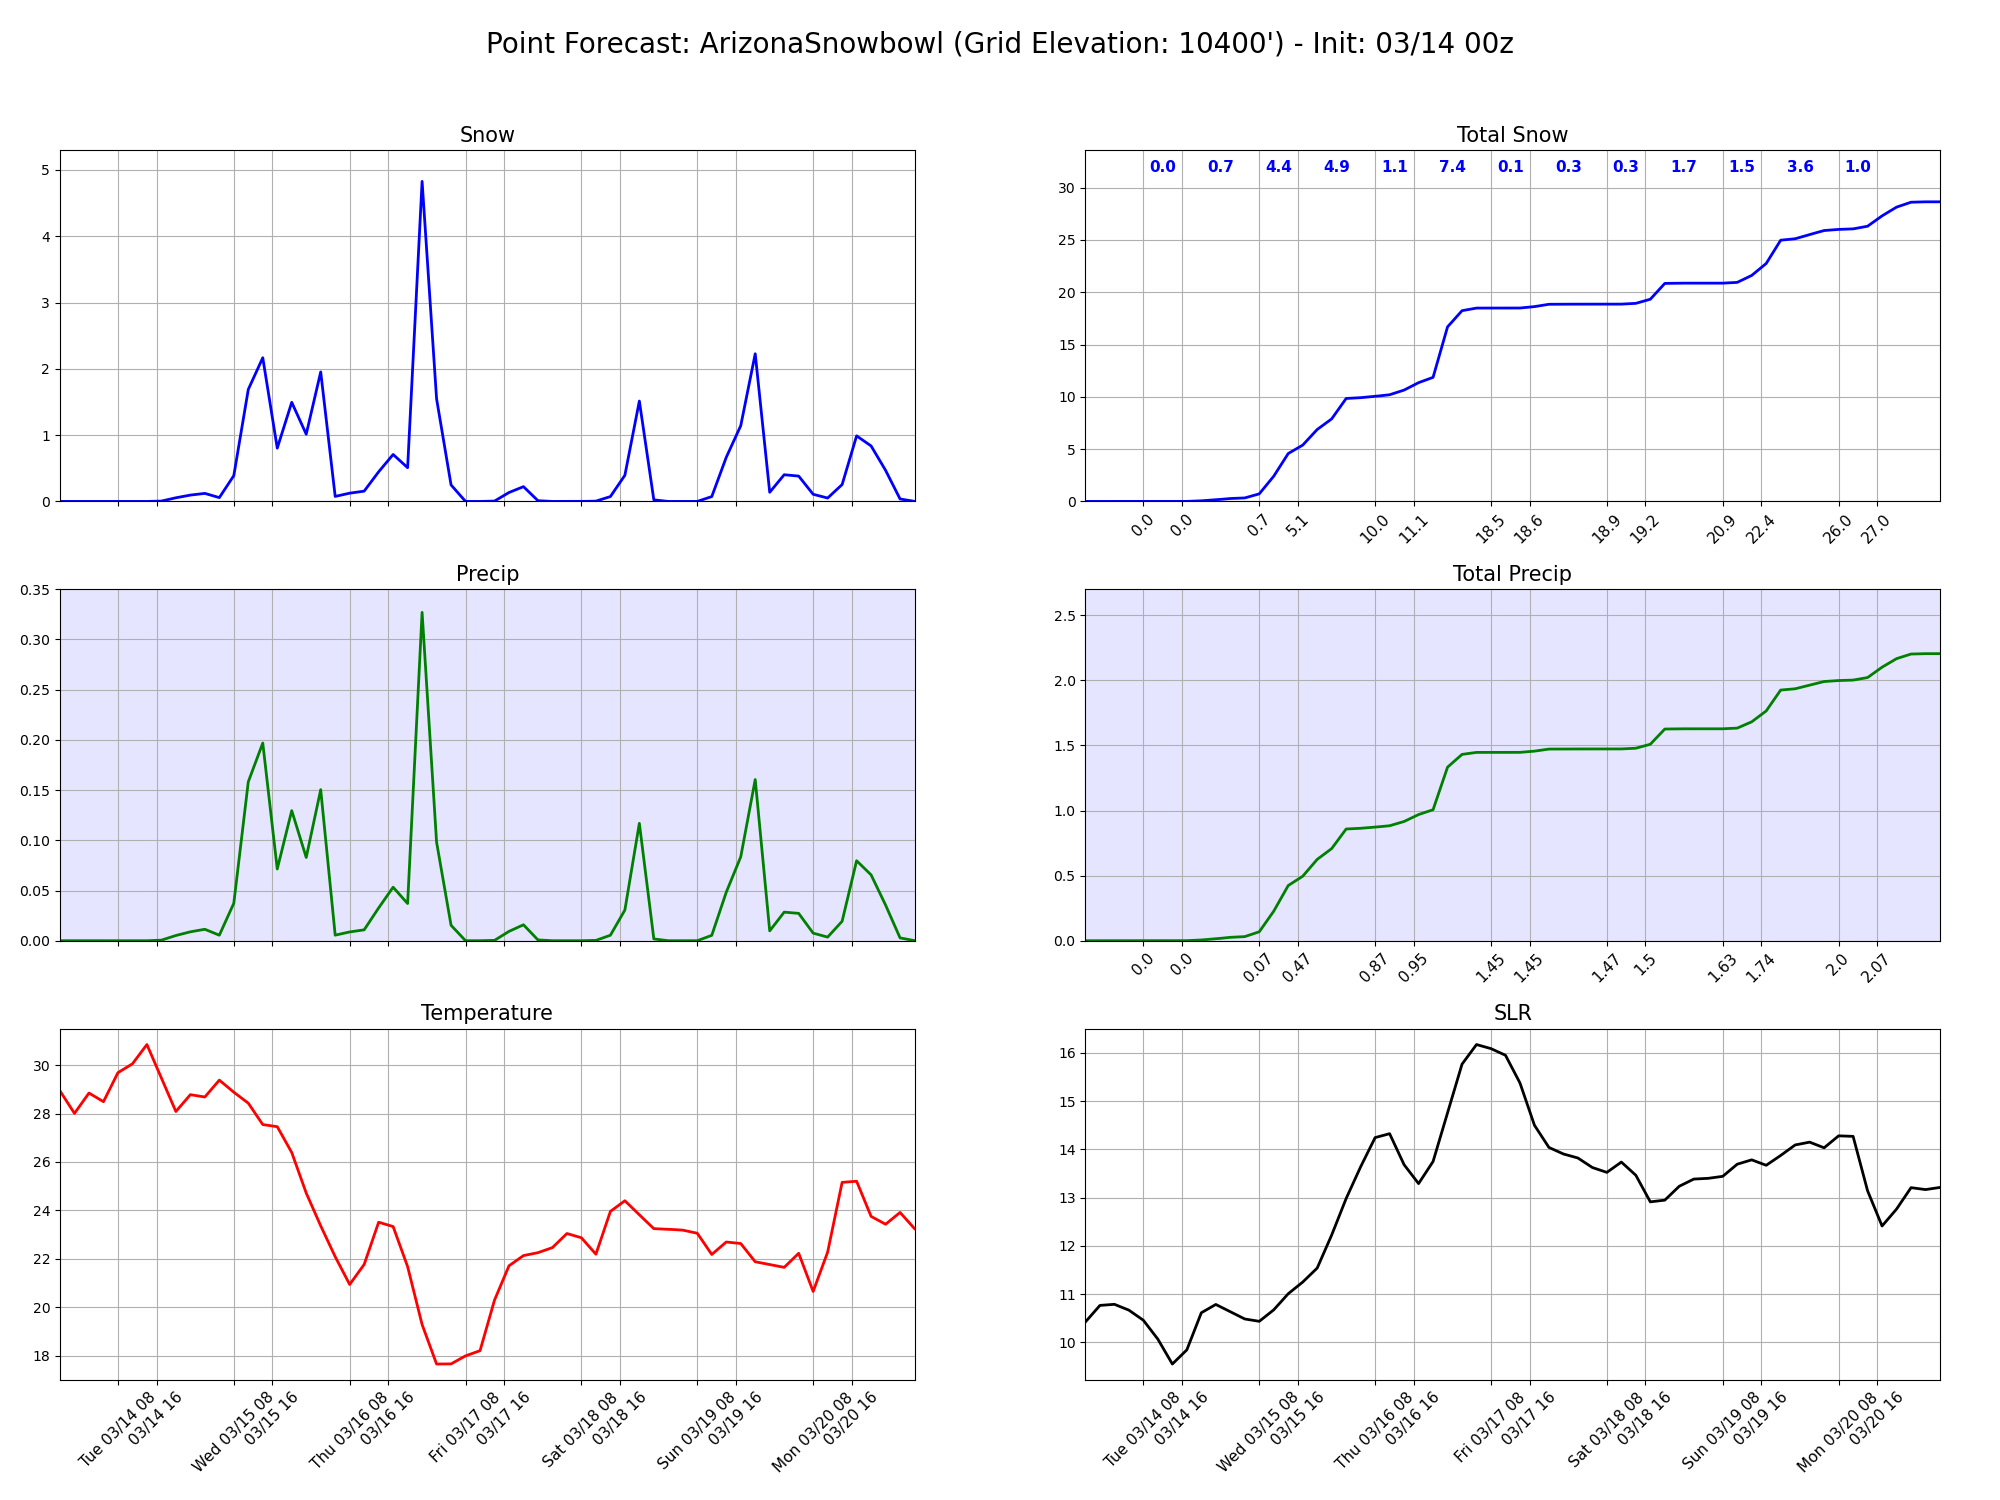 Point Forecast: ArizonaSnowbowl (Grid Elevation: 10400') - Init: 03/14 00z
Snow
5
4
3
2
1
0
Total Snow
0.0 0.7 4.4 4.9 1.1 7.4 0.1 0.3 0.3 1.7 1.5 3.6 1.0
30
25
20
15
10
5
0
0.0 0.0 0.7 5.1 10.0 11.1 18.5 18.6 18.9 19.2 20.9 22.4 26.0 27.0
Precip
0.35
0.30
0.25
0.20
0.15
0.10
0.05
0.00
Total Precip
2.5
2.0
1.5
1.0
0.5
0.0
0.0 0.0 0.07 0.47 0.87 0.95 1.45 1.45 1.47 1.5 1.63 1.74 2.0 2.07
Temperature
30
28
26
24
22
20
18
Tue 03/14 08
03/14 16
Wed 03/15 08
03/15 16
Thu 03/16 08
03/16 16
Fri 03/17 08
03/17 16
Sat 03/18 08
03/18 16
Sun 03/19 08
03/19 16
Mon 03/20 08
03/20 16
SLR
16
15
14
13
12
11
10
Tue 03/14 08
03/14 16
Wed 03/15 08
03/15 16
Thu 03/16 08
03/16 16
Fri 03/17 08
03/17 16
Sat 03/18 08
03/18 16
Sun 03/19 08
03/19 16
Mon 03/20 08
03/20 16